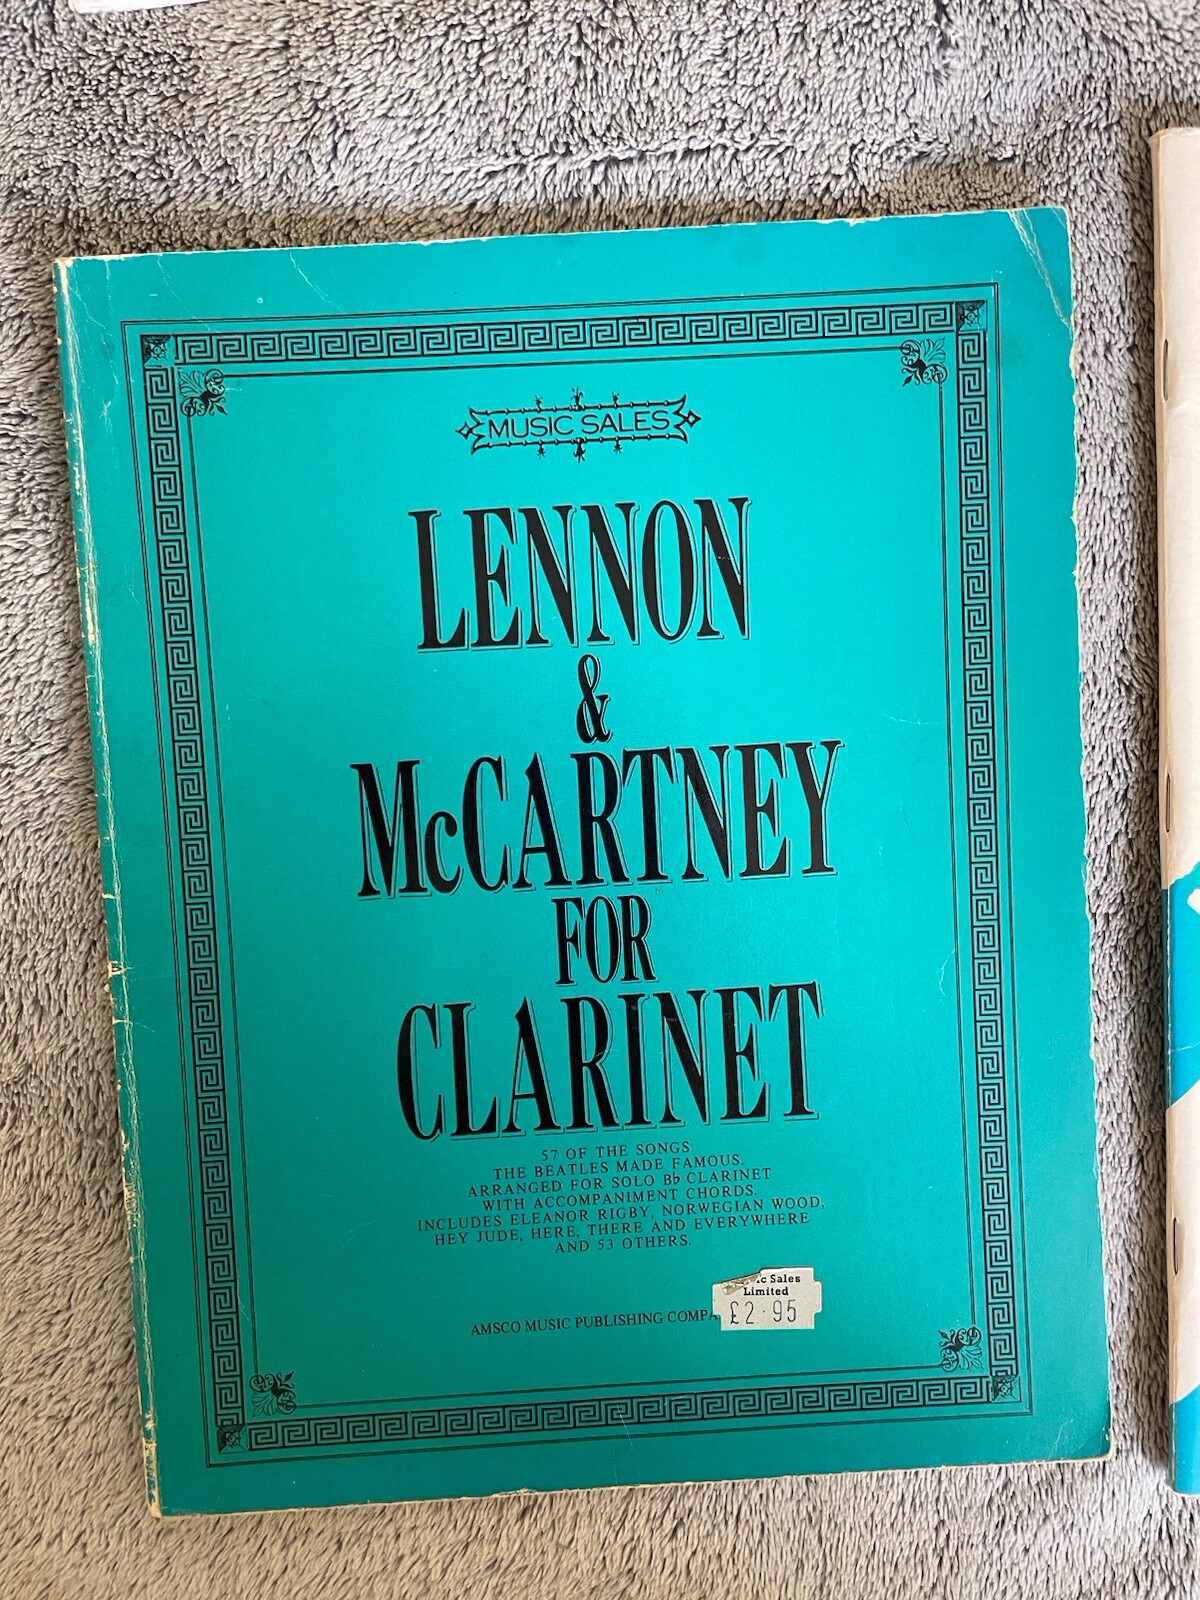 MUSIC SALES
LENNON
&
McCARTNEY
FOR
CLARINET
57 OF THE SONGS
THE BEATLES MADE FAMOUS.
ARRANGED FOR SOLO B♭ CLARINET
WITH ACCOMPANIMENT CHORDS.
INCLUDES ELEANOR RIGBY, NORWEGIAN WOOD,
HEY JUDE, HERE, THERE AND EVERYWHERE
AND 53 OTHERS.
AMSCO MUSIC PUBLISHING
Sales
Limited
£2.95